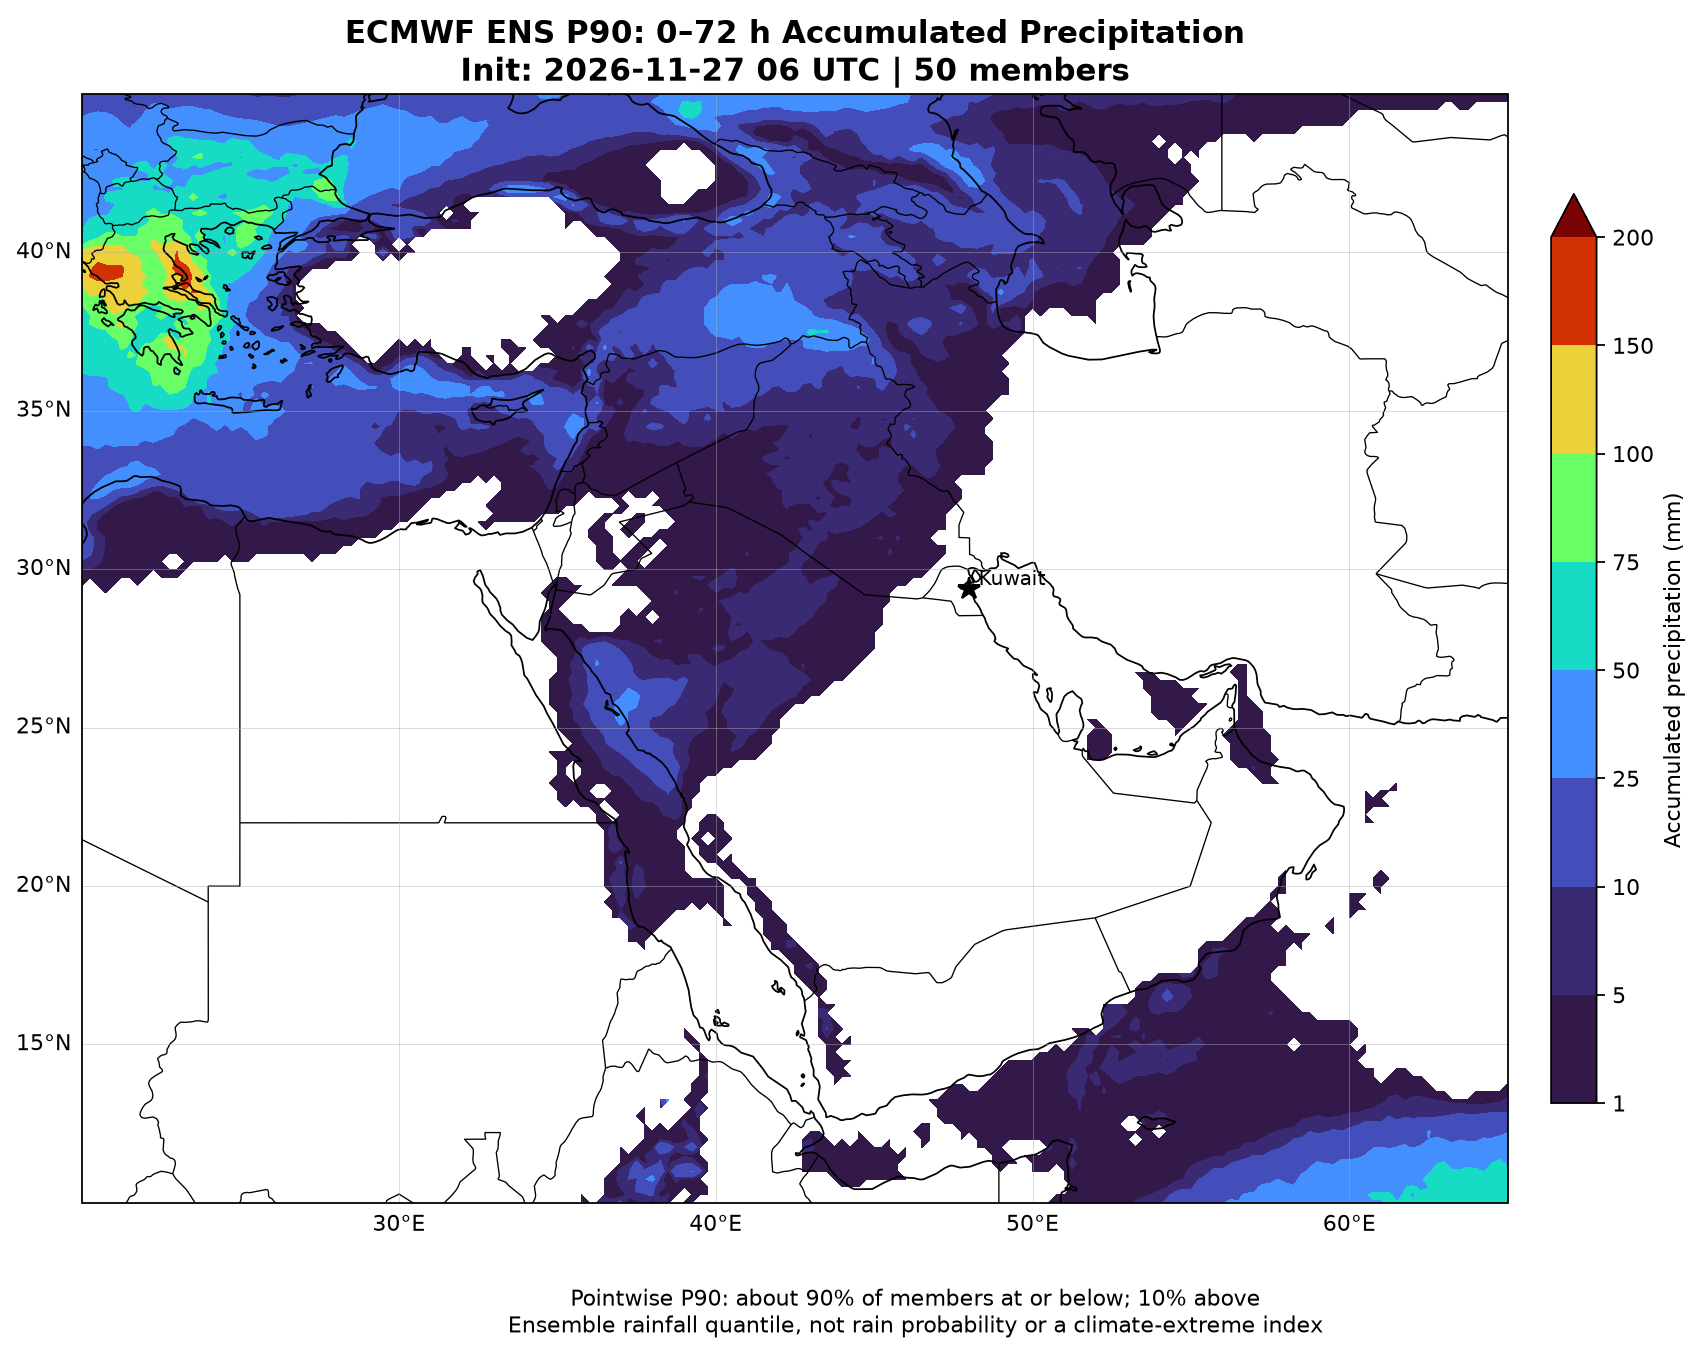 ECMWF ENS P90: 0–72 h Accumulated Precipitation
Init: 2026-11-27 06 UTC | 50 members
40°N
35°N
30°N
25°N
20°N
15°N
30°E
40°E
50°E
60°E
Kuwait
200
150
100
75
50
25
10
5
1
Accumulated precipitation (mm)
Pointwise P90: about 90% of members at or below; 10% above
Ensemble rainfall quantile, not rain probability or a climate-extreme index